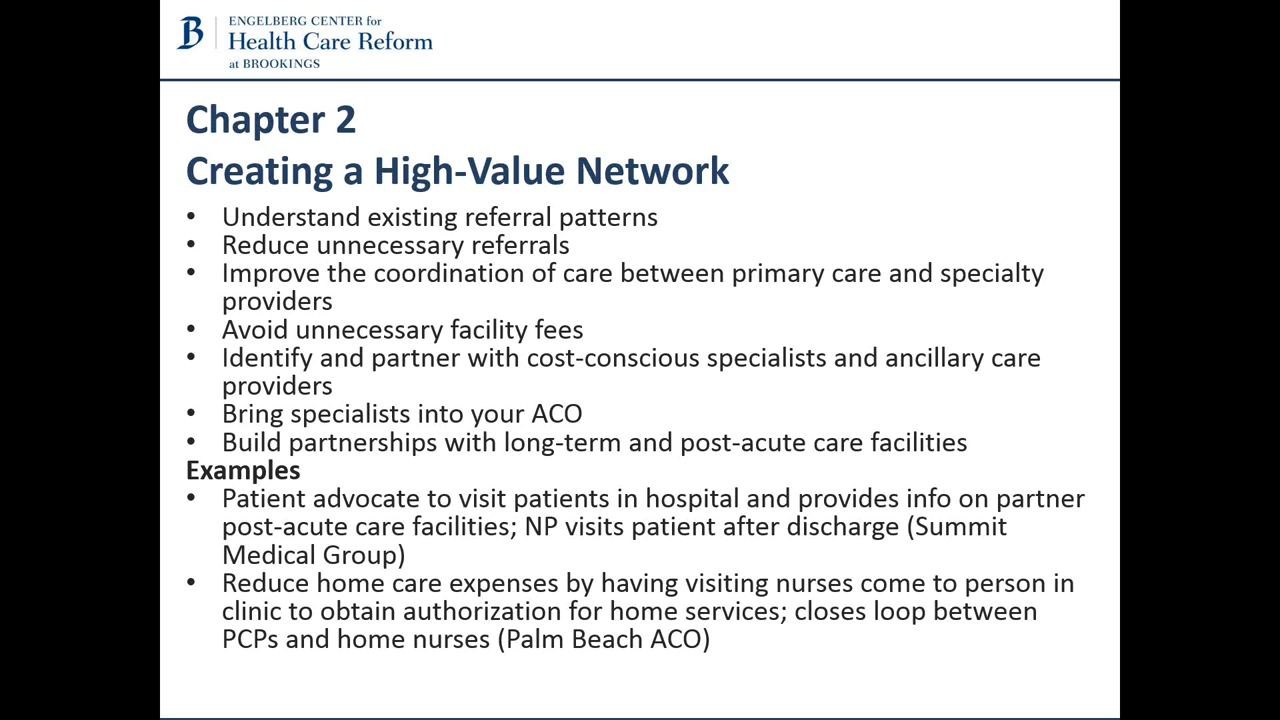 B
ENGELBERG CENTER for
Health Care Reform
at BROOKINGS
Chapter 2
Creating a High-Value Network
• Understand existing referral patterns
• Reduce unnecessary referrals
• Improve the coordination of care between primary care and specialty
providers
• Avoid unnecessary facility fees
• Identify and partner with cost-conscious specialists and ancillary care
providers
• Bring specialists into your ACO
• Build partnerships with long-term and post-acute care facilities
Examples
• Patient advocate to visit patients in hospital and provides info on partner
post-acute care facilities; NP visits patient after discharge (Summit
Medical Group)
• Reduce home care expenses by having visiting nurses come to person in
clinic to obtain authorization for home services; closes loop between
PCPs and home nurses (Palm Beach ACO)